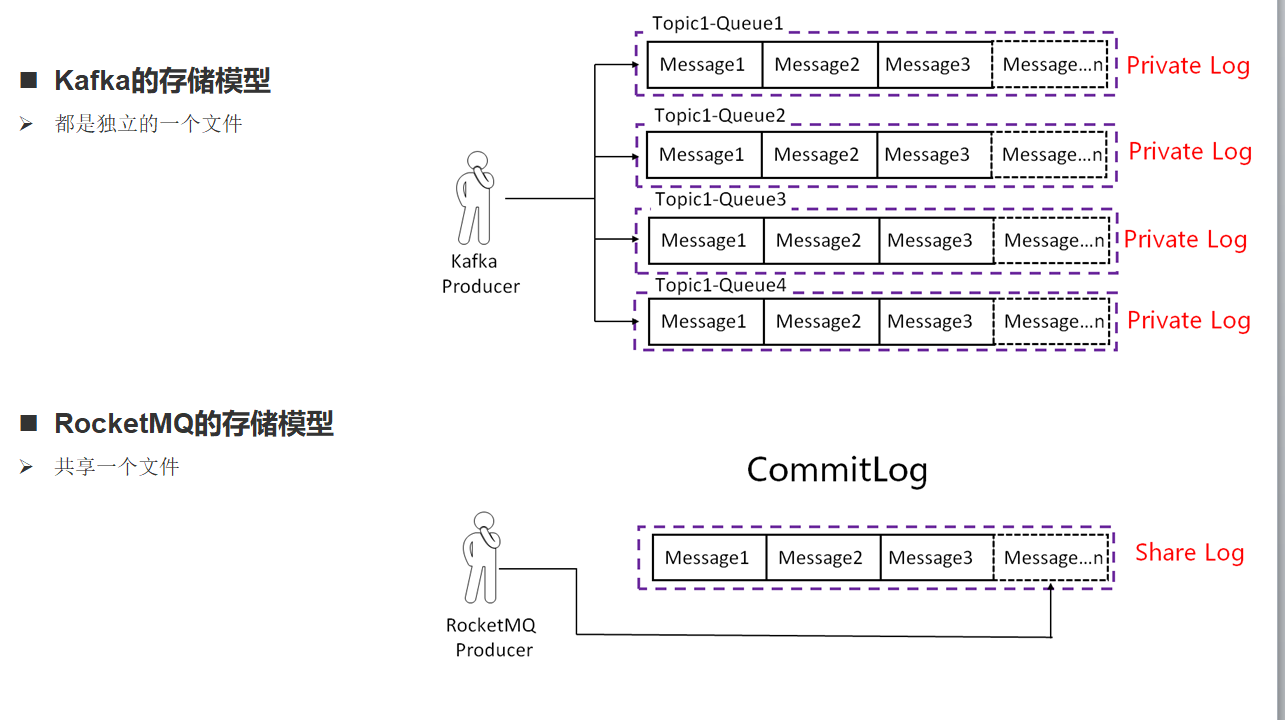 Kafka的存储模型
都是独立的一个文件
Kafka
Producer
Topic1-Queue1
Message1 Message2 Message3 Message...n Private Log
Topic1-Queue2
Message1 Message2 Message3 Message...n Private Log
Topic1-Queue3
Message1 Message2 Message3 Message...n Private Log
Topic1-Queue4
Message1 Message2 Message3 Message...n Private Log
RocketMQ的存储模型
共享一个文件
RocketMQ
Producer
CommitLog
Message1 Message2 Message3 Message...n Share Log